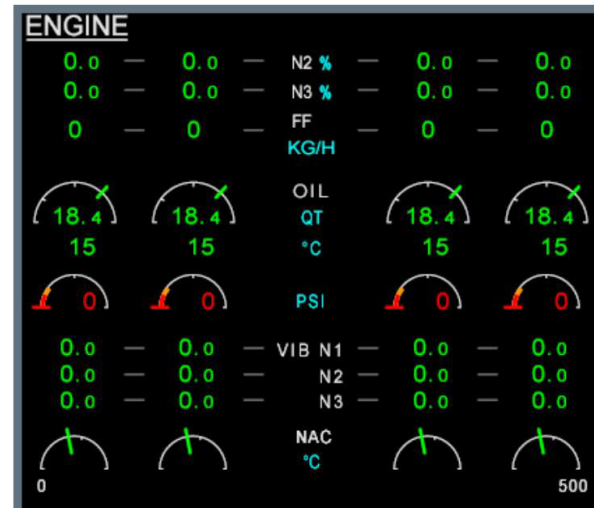 ENGINE
0.0 — 0.0 — N2 % — 0.0 — 0.0
0.0 — 0.0 — N3 % — 0.0 — 0.0
0 — 0 — FF — 0 — 0
KG/H
OIL
18.4 18.4 QT 18.4 18.4
15 15 °C 15 15
0 0 PSI 0 0
0.0 — 0.0 — VIB N1 — 0.0 — 0.0
0.0 — 0.0 — N2 — 0.0 — 0.0
0.0 — 0.0 — N3 — 0.0 — 0.0
NAC
°C
0 500